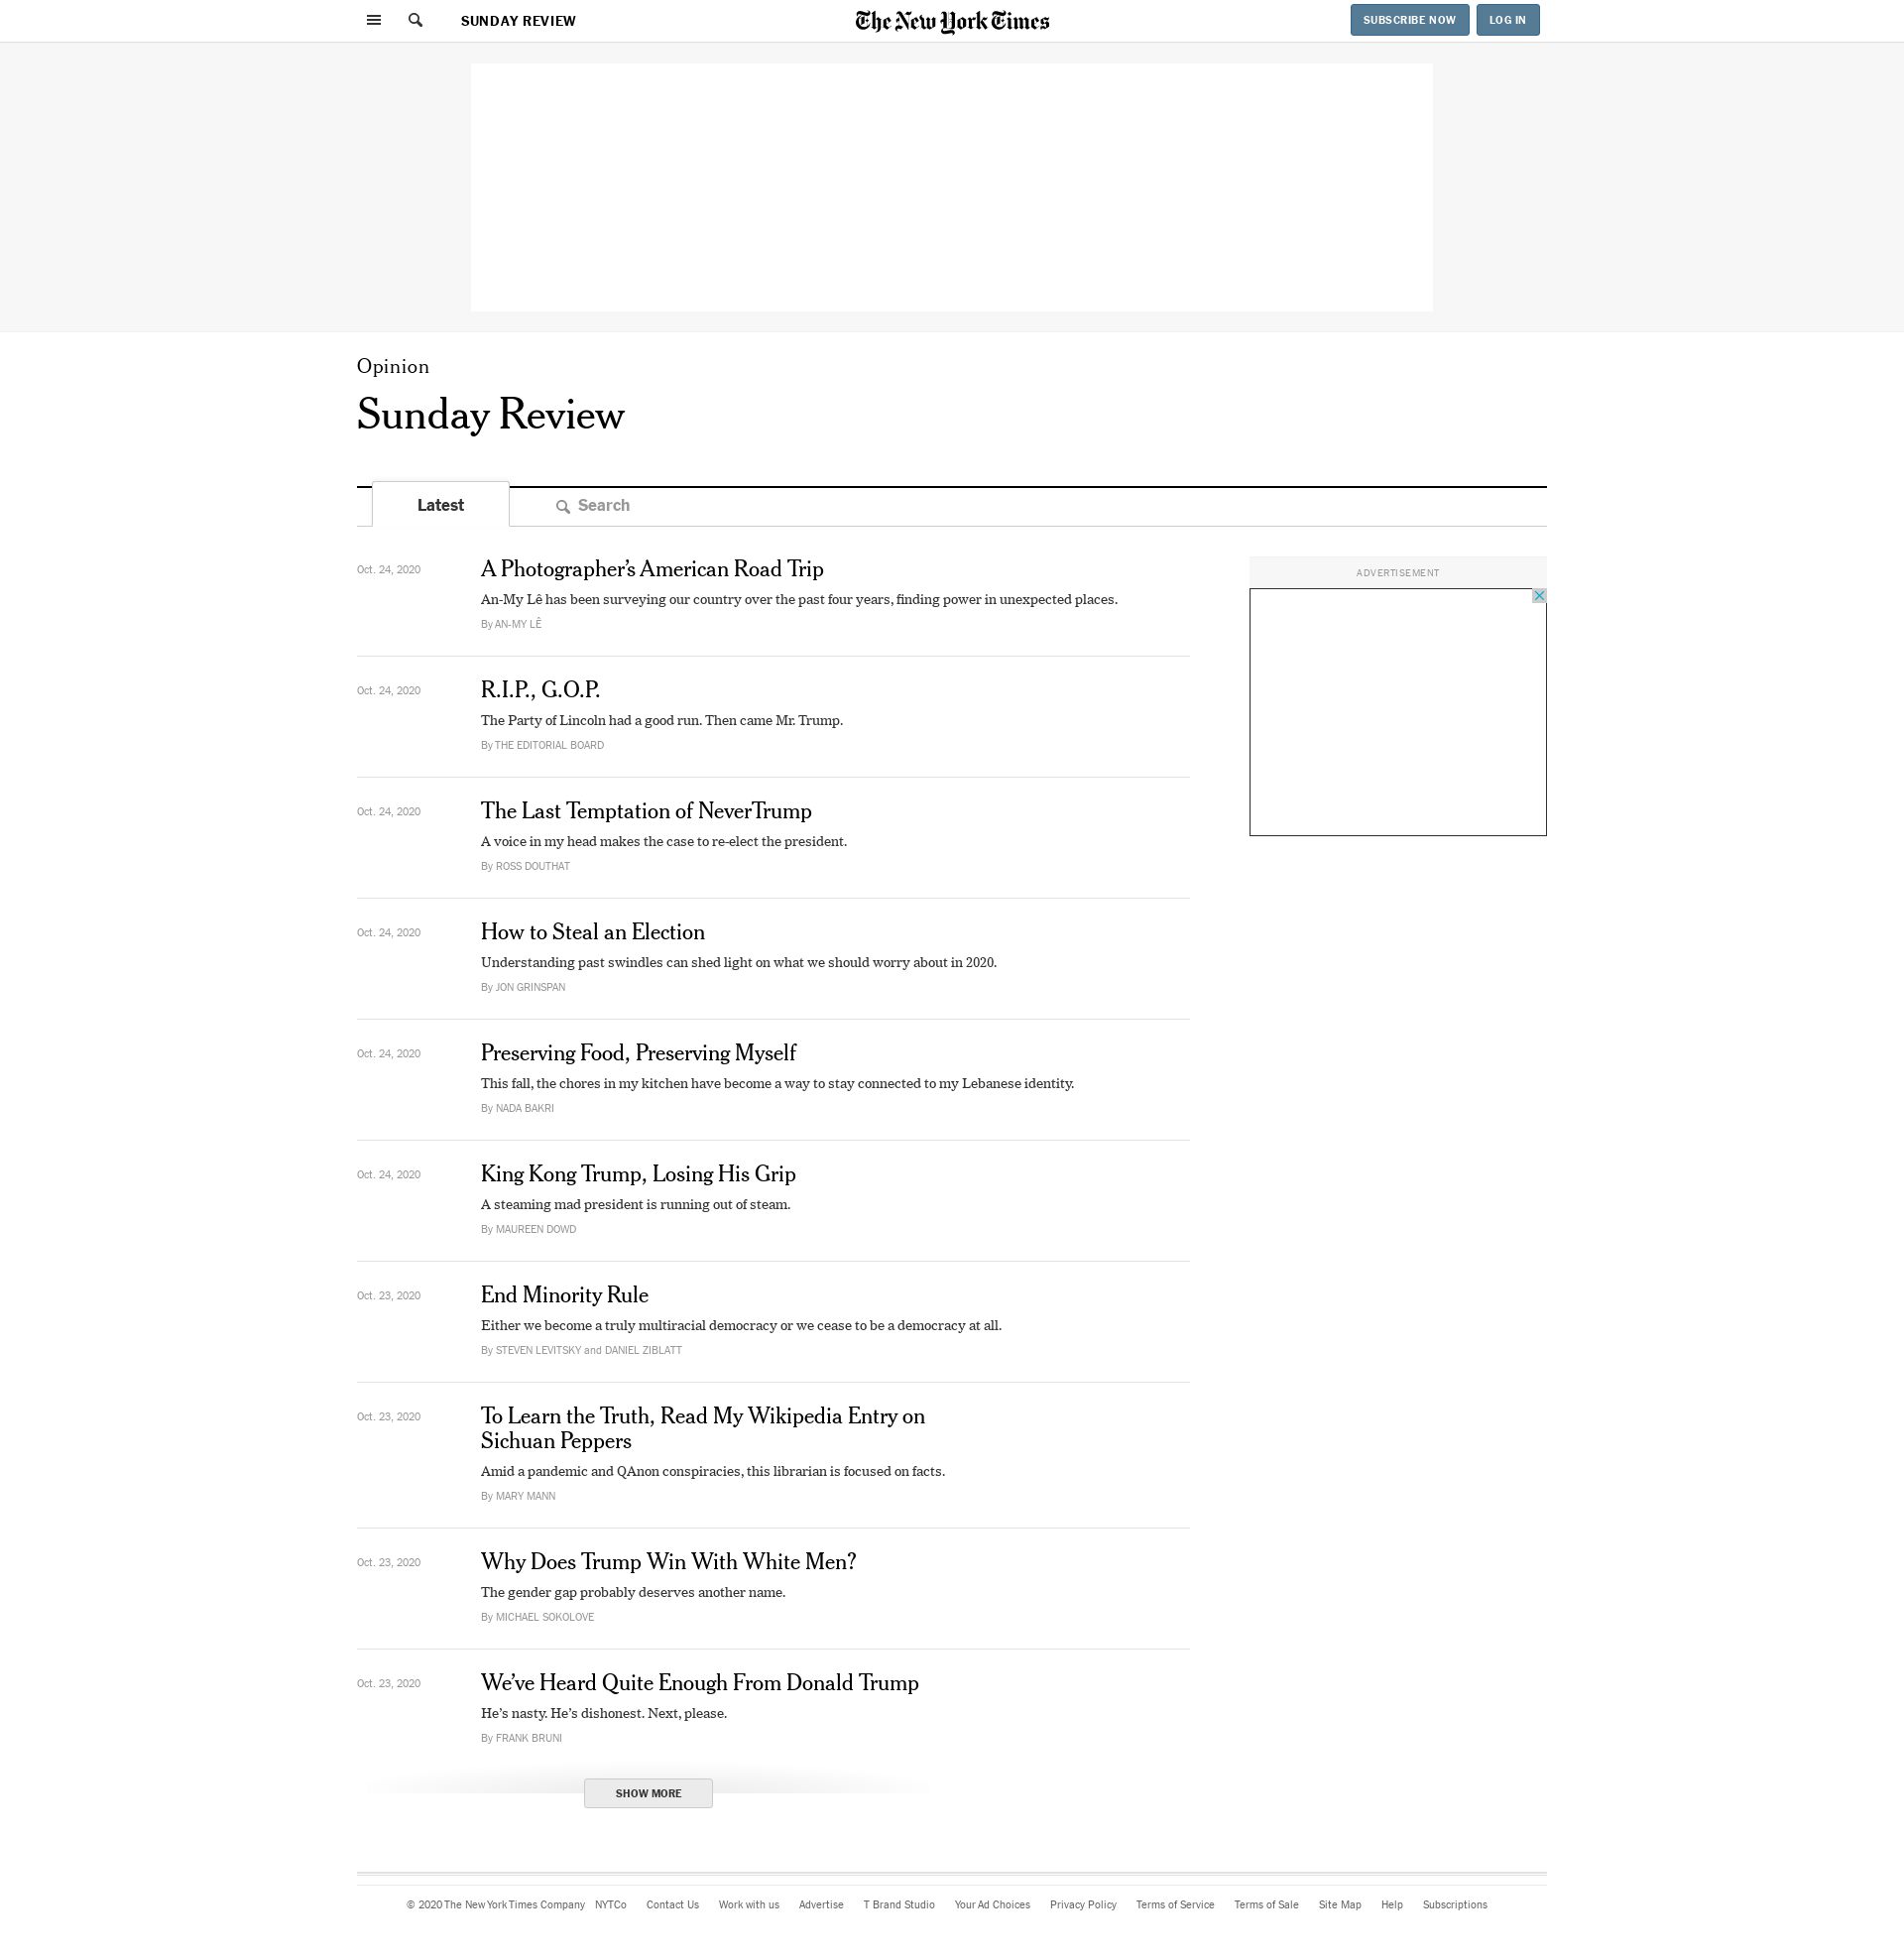 SUNDAY REVIEW
The New York Times
SUBSCRIBE NOW
LOG IN
Opinion
Sunday Review
Latest
Search
Oct. 24, 2020
A Photographer’s American Road Trip
An-My Lê has been surveying our country over the past four years, finding power in unexpected places.
By AN-MY LÊ
ADVERTISEMENT
Oct. 24, 2020
R.I.P., G.O.P.
The Party of Lincoln had a good run. Then came Mr. Trump.
By THE EDITORIAL BOARD
Oct. 24, 2020
The Last Temptation of NeverTrump
A voice in my head makes the case to re-elect the president.
By ROSS DOUTHAT
Oct. 24, 2020
How to Steal an Election
Understanding past swindles can shed light on what we should worry about in 2020.
By JON GRINSPAN
Oct. 24, 2020
Preserving Food, Preserving Myself
This fall, the chores in my kitchen have become a way to stay connected to my Lebanese identity.
By NADA BAKRI
Oct. 24, 2020
King Kong Trump, Losing His Grip
A steaming mad president is running out of steam.
By MAUREEN DOWD
Oct. 23, 2020
End Minority Rule
Either we become a truly multiracial democracy or we cease to be a democracy at all.
By STEVEN LEVITSKY and DANIEL ZIBLATT
Oct. 23, 2020
To Learn the Truth, Read My Wikipedia Entry on
Sichuan Peppers
Amid a pandemic and QAnon conspiracies, this librarian is focused on facts.
By MARY MANN
Oct. 23, 2020
Why Does Trump Win With White Men?
The gender gap probably deserves another name.
By MICHAEL SOKOLOVE
Oct. 23, 2020
We’ve Heard Quite Enough From Donald Trump
He’s nasty. He’s dishonest. Next, please.
By FRANK BRUNI
SHOW MORE
© 2020 The New York Times Company NYTCo Contact Us Work with us Advertise T Brand Studio Your Ad Choices Privacy Policy Terms of Service Terms of Sale Site Map Help Subscriptions